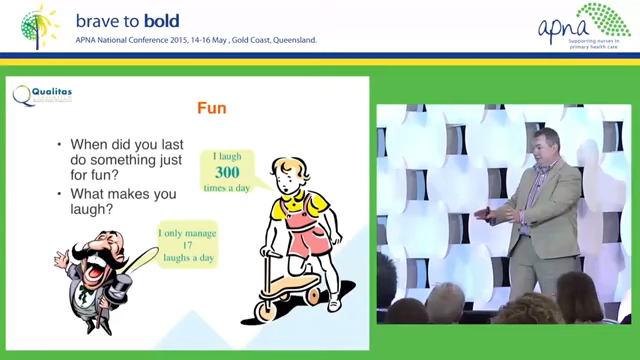 brave to bold
APNA National Conference 2015, 14-16 May , Gold Coast, Queensland.
apna
Supporting nurses in
primary health care
Qualitas
Fun
• When did you last
do something just
for fun?
• What makes you
laugh?
I laugh
300
times a day
I only manage
17
laughs a day